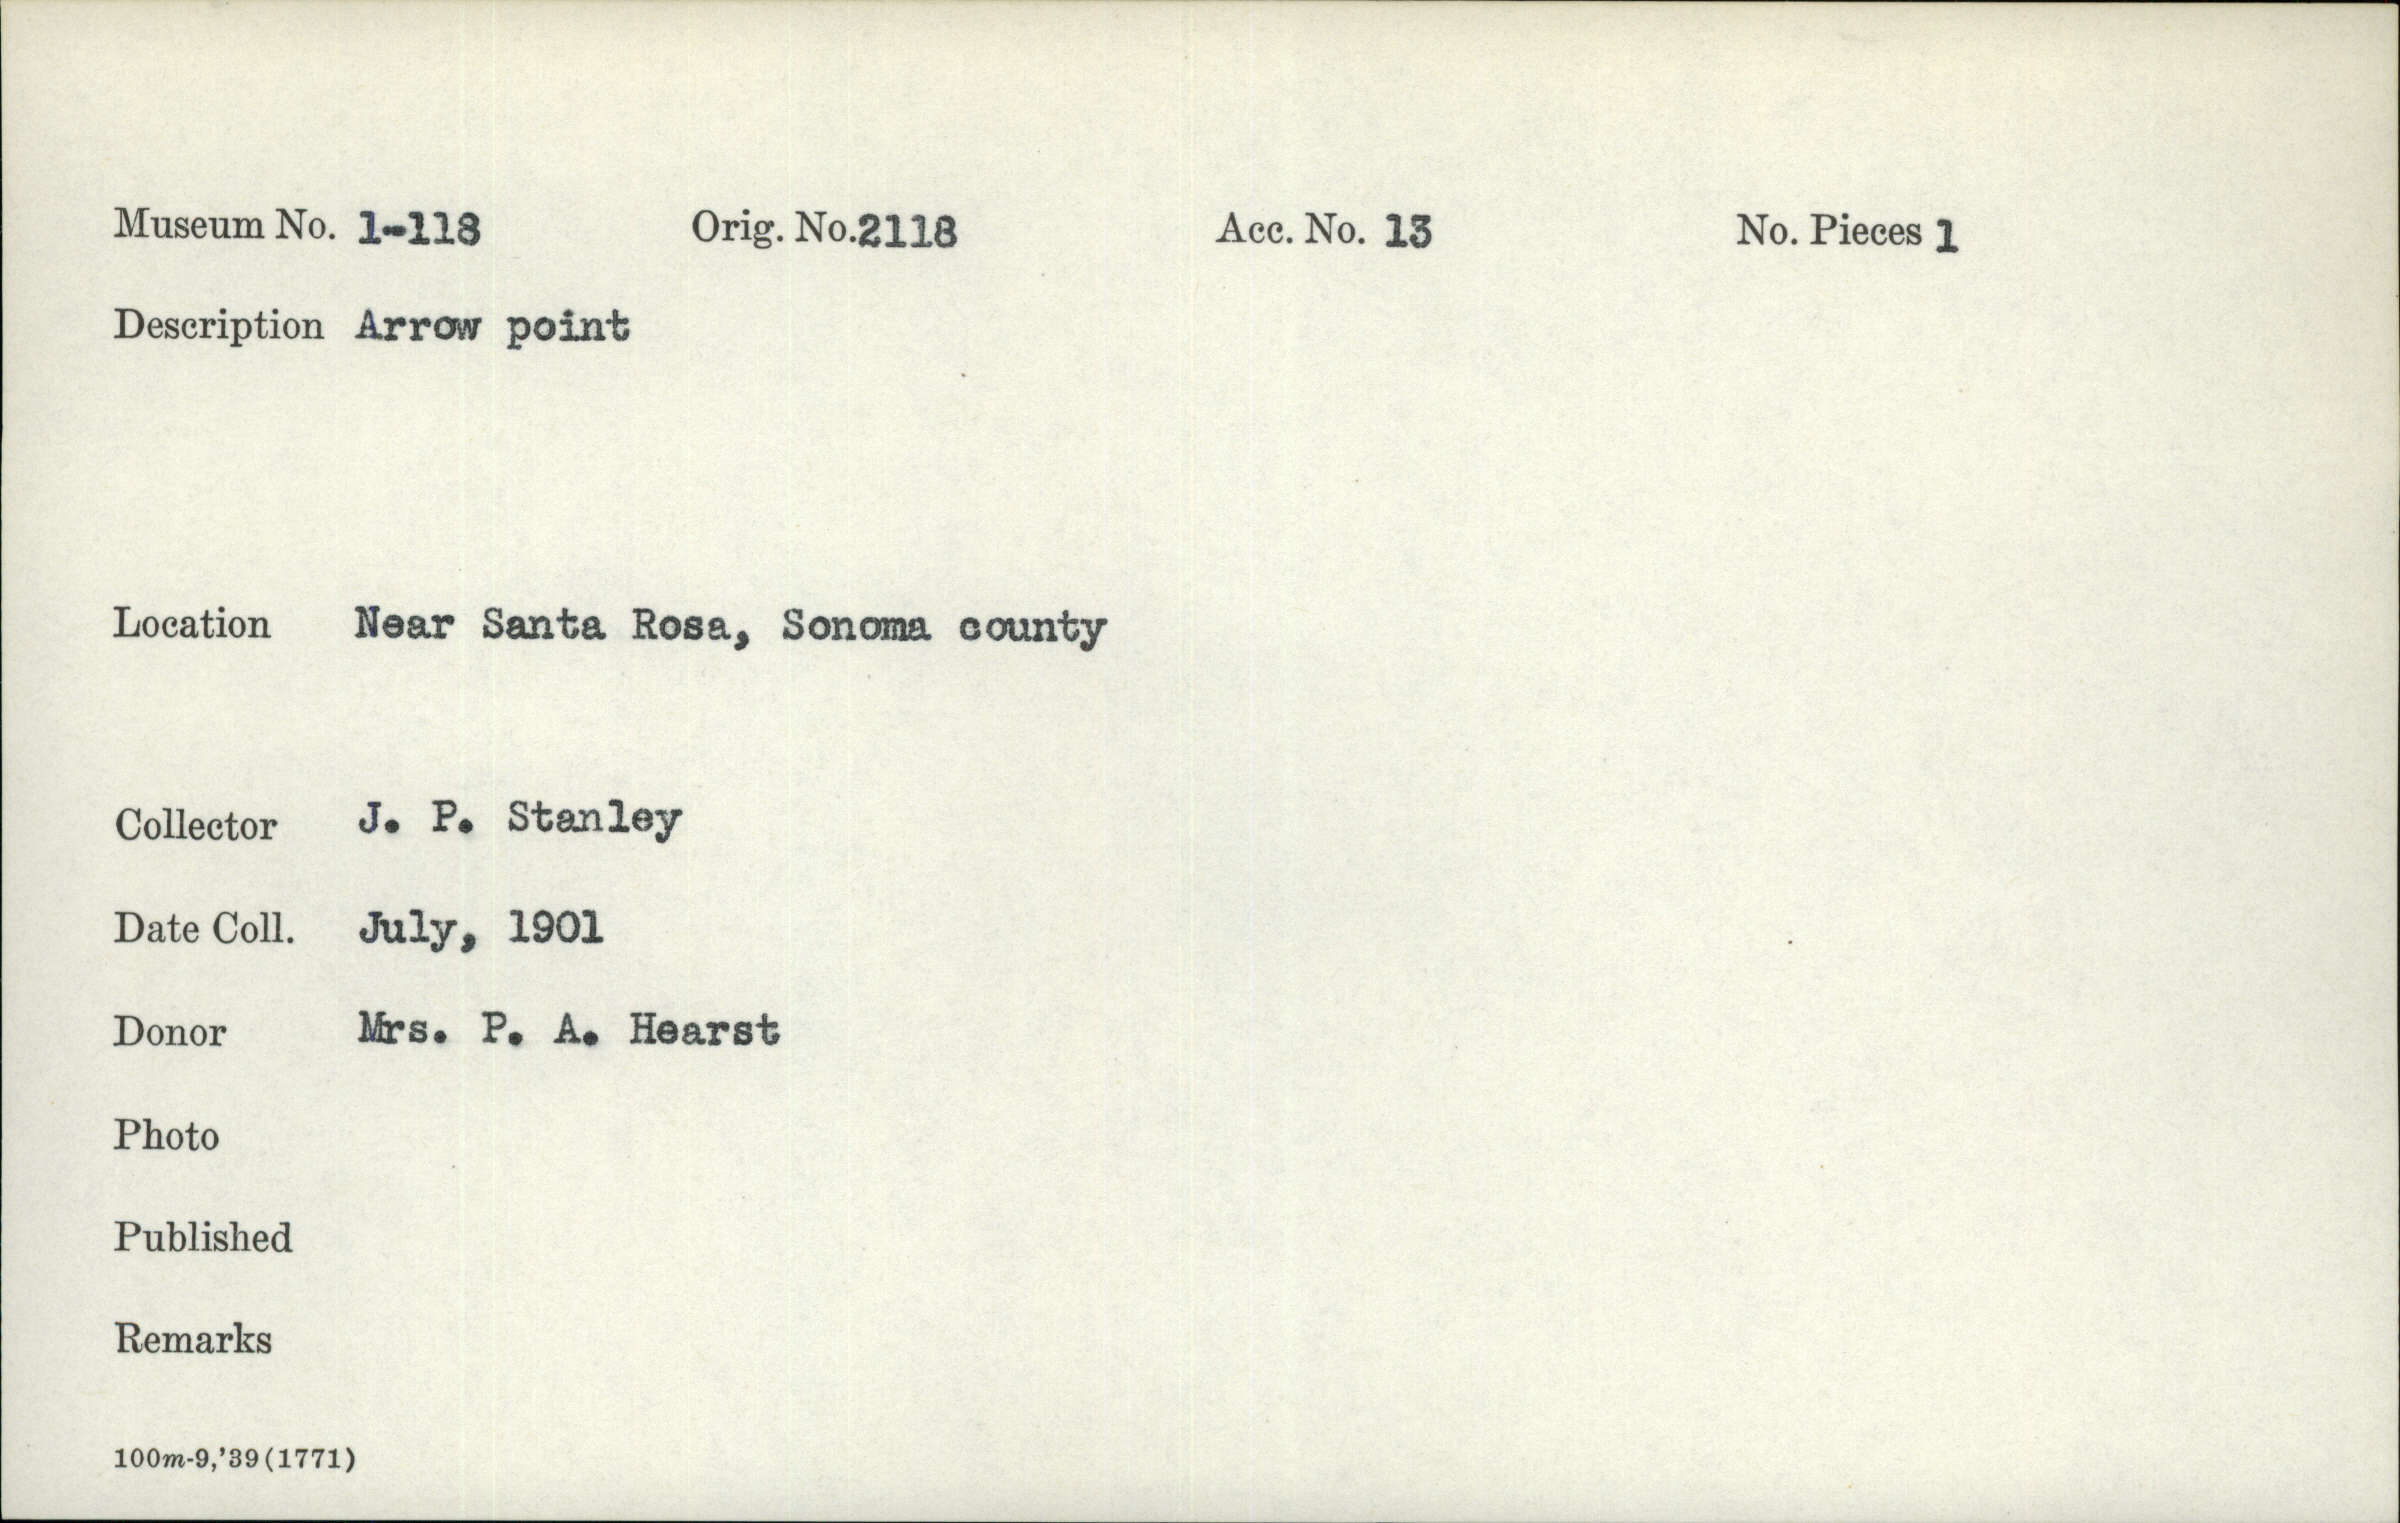 Museum No. 1-118 Orig. No.2118 Acc. No. 13 No. Pieces 1
Description Arrow point
Location Near Santa Rosa, Sonoma county
Collector J. P. Stanley
Date Coll. July, 1901
Donor Mrs. P. A. Hearst
Photo
Published
Remarks
100m-9,'39(1771)